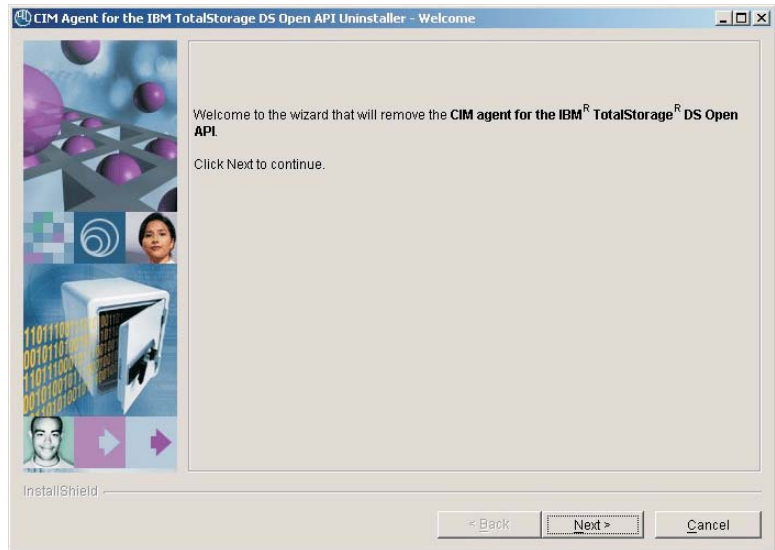 CIM Agent for the IBM TotalStorage DS Open API Uninstaller - Welcome
Welcome to the wizard that will remove the CIM agent for the IBM^R TotalStorage^R DS Open
API.
Click Next to continue.
InstallShield
< Back
Next >
Cancel